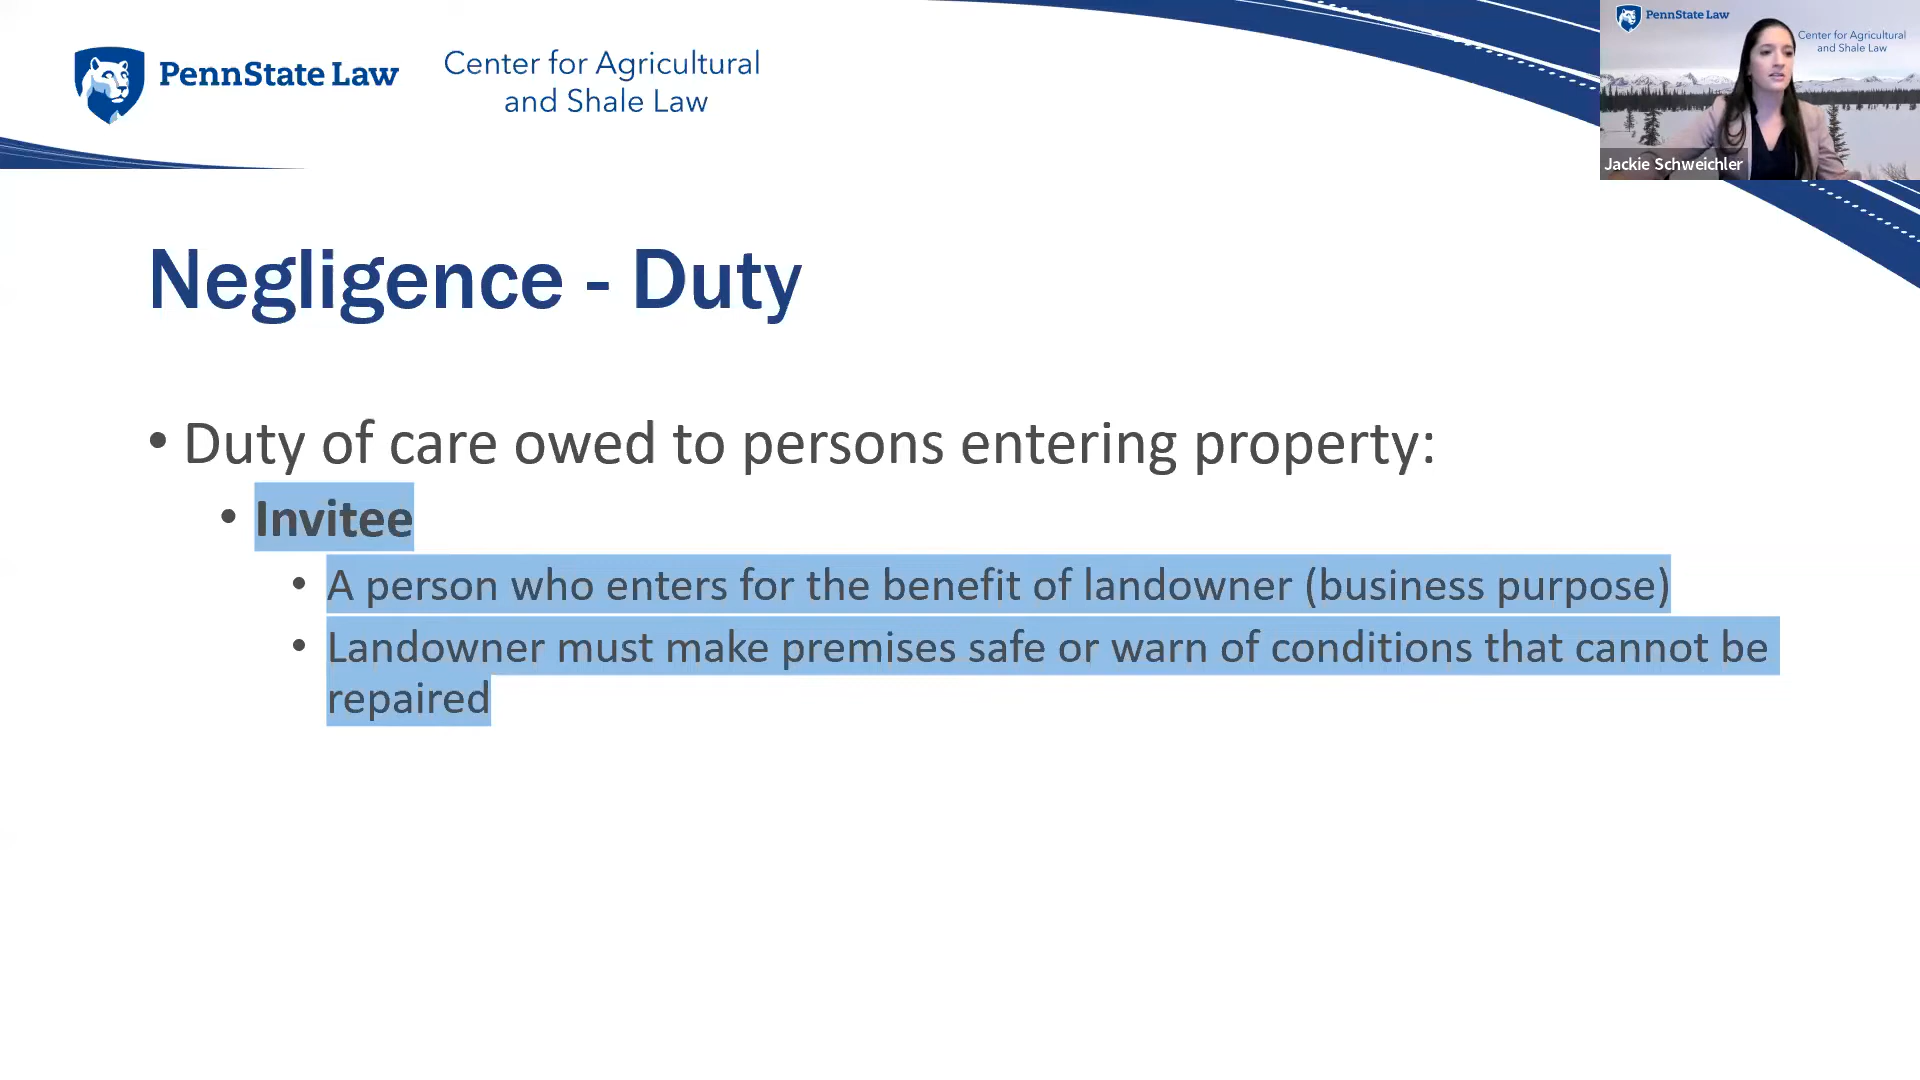 PennState Law
Center for Agricultural
and Shale Law
PennState Law
Center for Agricultural
and Shale Law
Jackie Schweichler
Negligence - Duty
• Duty of care owed to persons entering property:
• Invitee
• A person who enters for the benefit of landowner (business purpose)
• Landowner must make premises safe or warn of conditions that cannot be
repaired